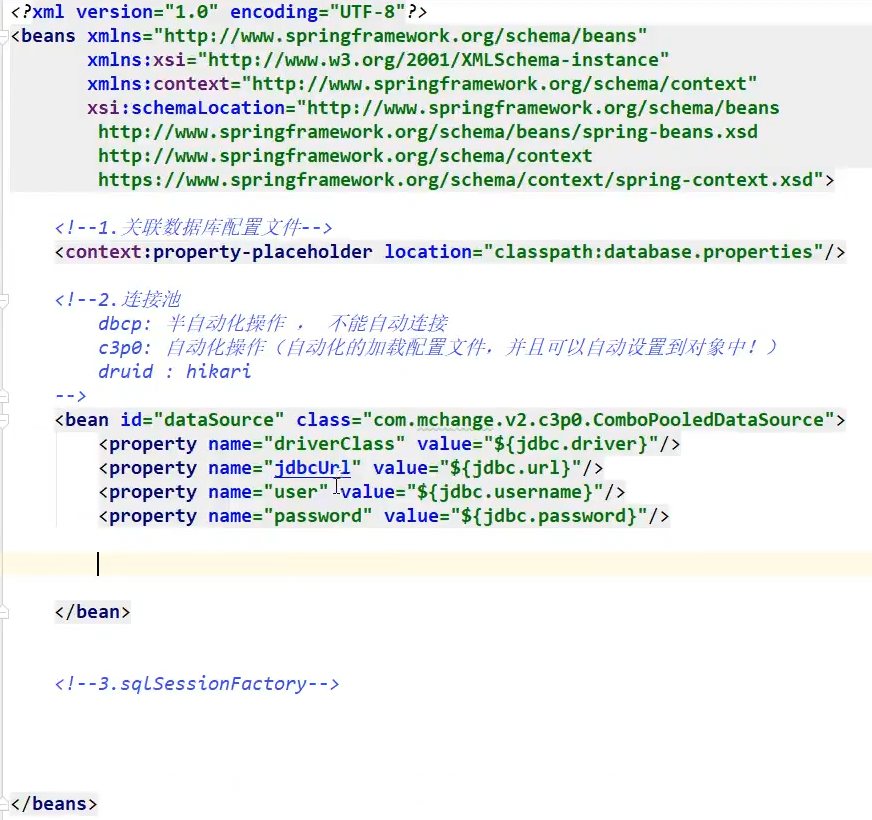 <?xml version="1.0" encoding="UTF-8"?>
<beans xmlns="http://www.springframework.org/schema/beans"
xmlns:xsi="http://www.w3.org/2001/XMLSchema-instance"
xmlns:context="http://www.springframework.org/schema/context"
xsi:schemaLocation="http://www.springframework.org/schema/beans
http://www.springframework.org/schema/beans/spring-beans.xsd
http://www.springframework.org/schema/context
https://www.springframework.org/schema/context/spring-context.xsd">
<!--1.关联数据库配置文件-->
<context:property-placeholder location="classpath:database.properties"/>
<!--2.连接池
dbcp: 半自动化操作 ， 不能自动连接
c3p0: 自动化操作（自动化的加载配置文件，并且可以自动设置到对象中！）
druid : hikari
-->
<bean id="dataSource" class="com.mchange.v2.c3p0.ComboPooledDataSource">
<property name="driverClass" value="${jdbc.driver}"/>
<property name="jdbcUrl" value="${jdbc.url}"/>
<property name="user" value="${jdbc.username}"/>
<property name="password" value="${jdbc.password}"/>
</bean>
<!--3.sqlSessionFactory-->
</beans>